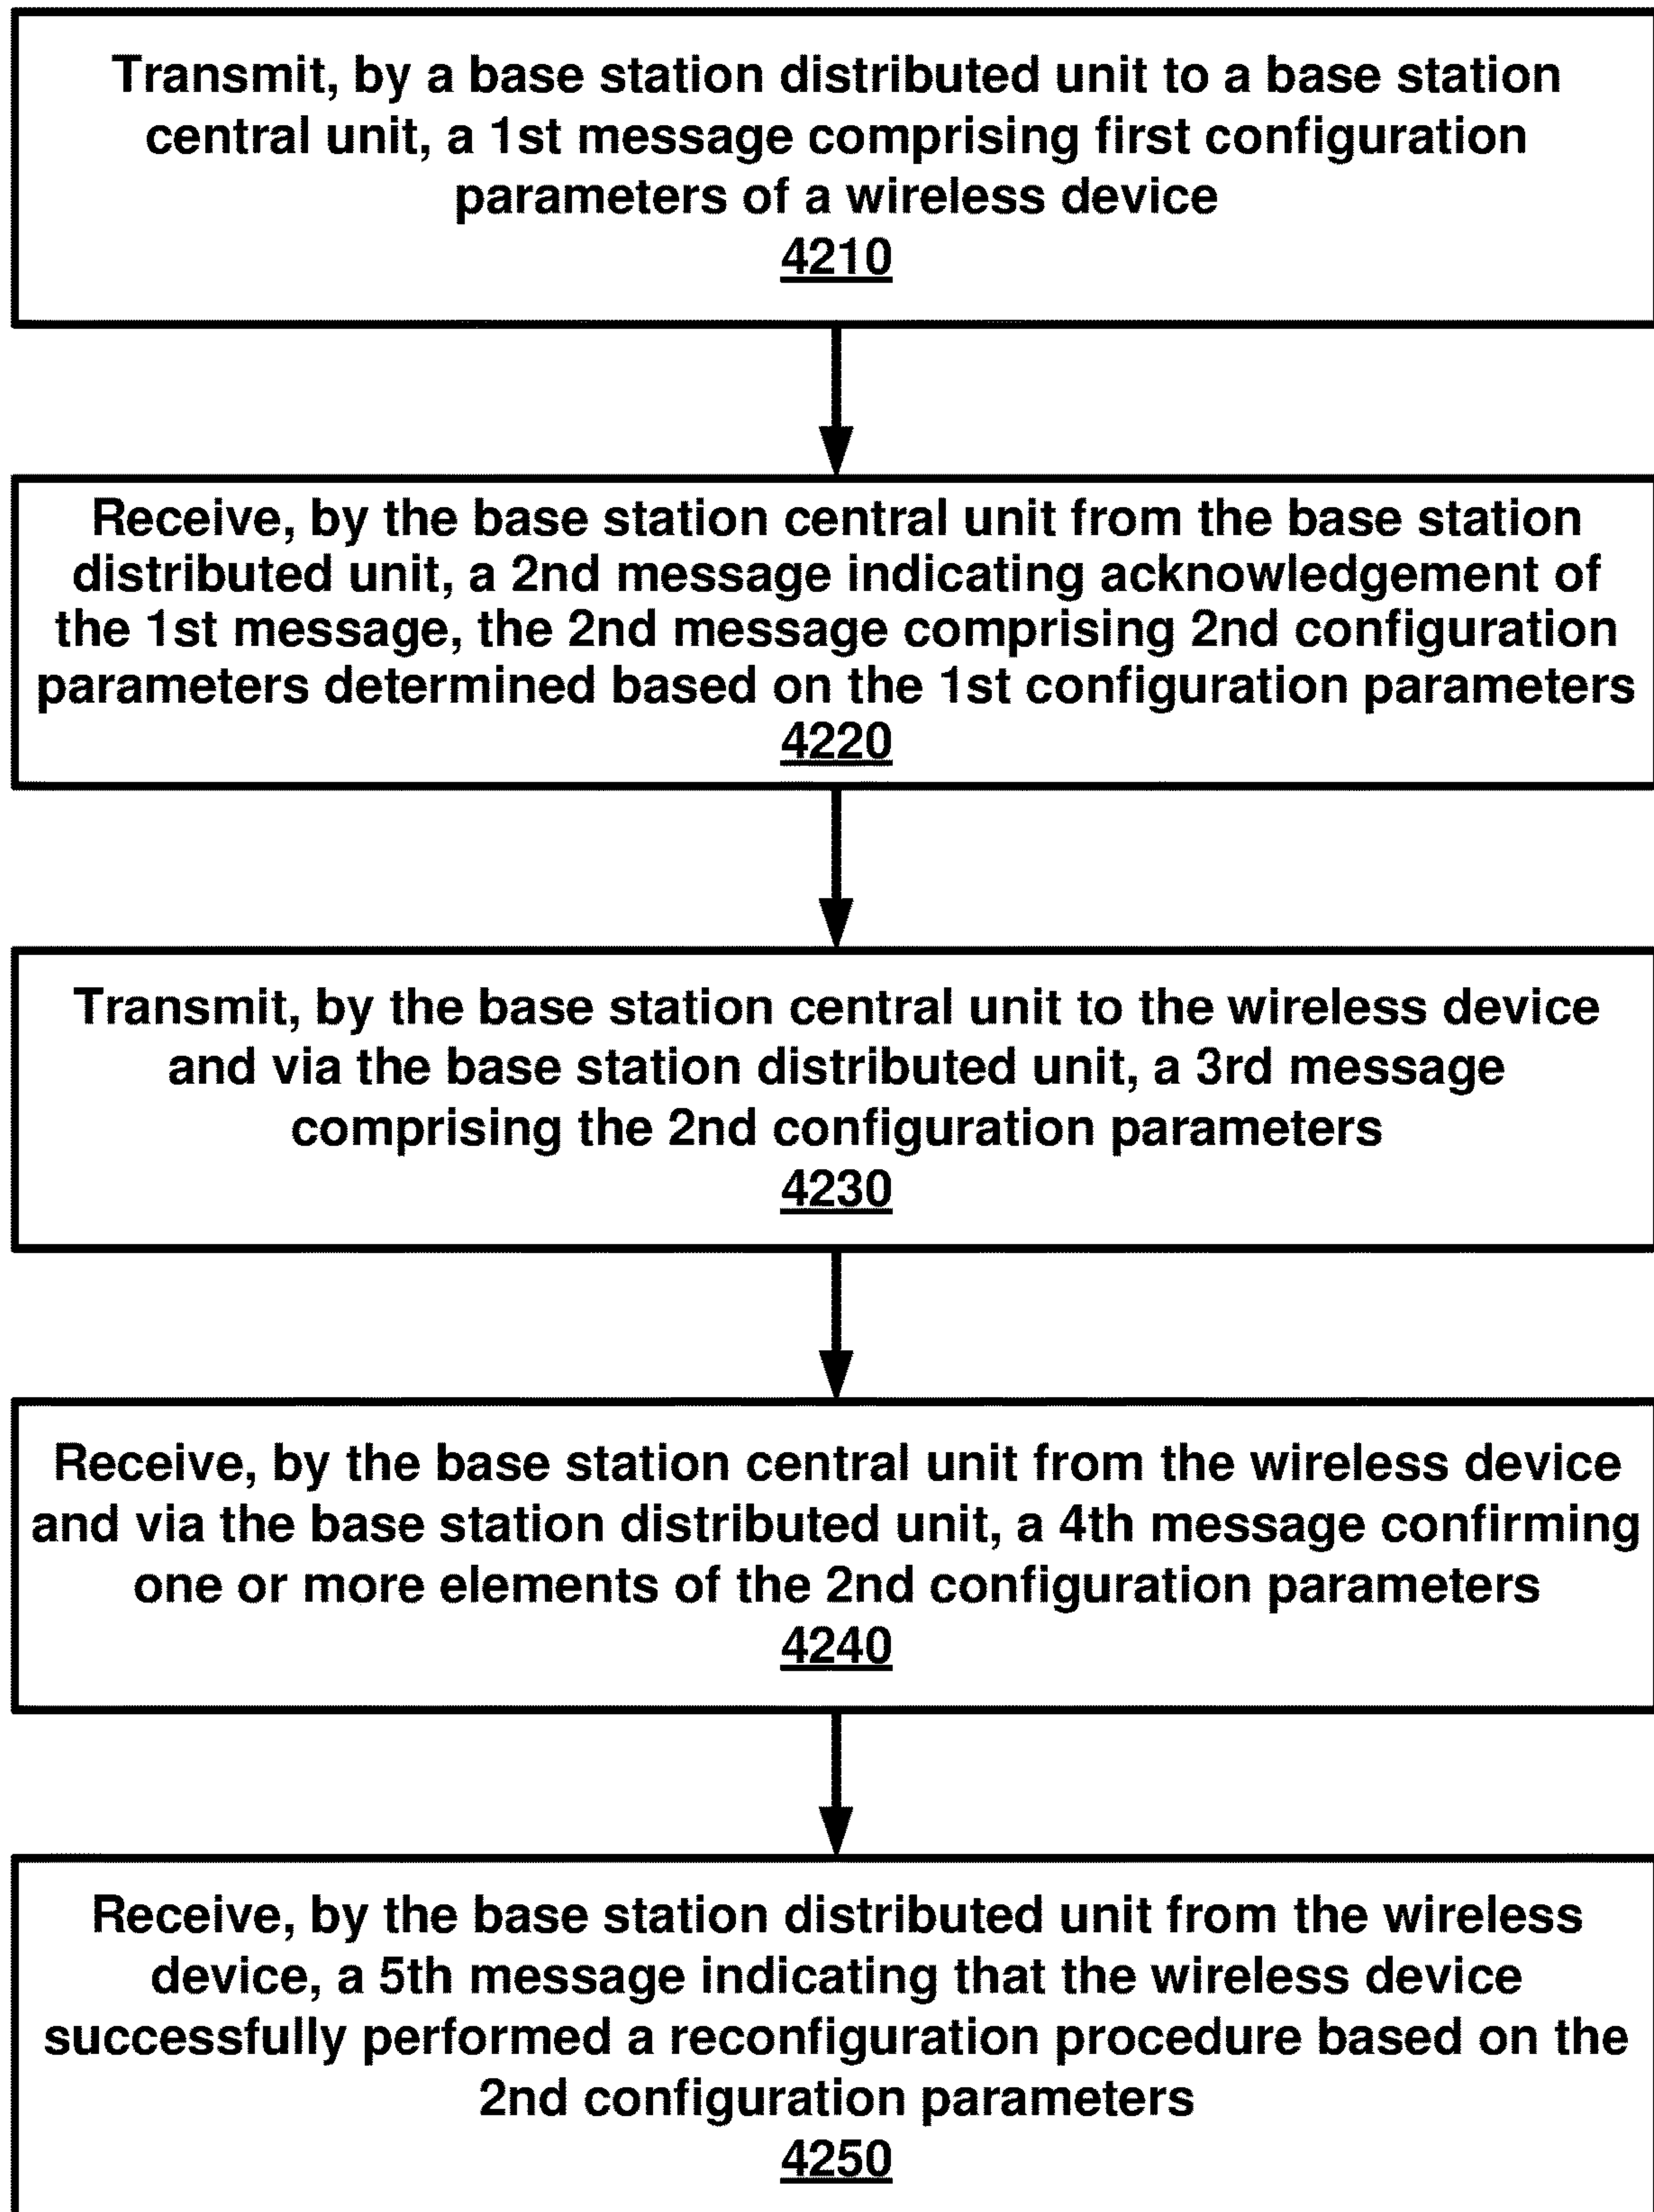 Transmit, by a base station distributed unit to a base station
central unit, a 1st message comprising first configuration
parameters of a wireless device
4210
Receive, by the base station central unit from the base station
distributed unit, a 2nd message indicating acknowledgement of
the 1st message, the 2nd message comprising 2nd configuration
parameters determined based on the 1st configuration parameters
4220
Transmit, by the base station central unit to the wireless device
and via the base station distributed unit, a 3rd message
comprising the 2nd configuration parameters
4230
Receive, by the base station central unit from the wireless device
and via the base station distributed unit, a 4th message confirming
one or more elements of the 2nd configuration parameters
4240
Receive, by the base station distributed unit from the wireless
device, a 5th message indicating that the wireless device
successfully performed a reconfiguration procedure based on the
2nd configuration parameters
4250